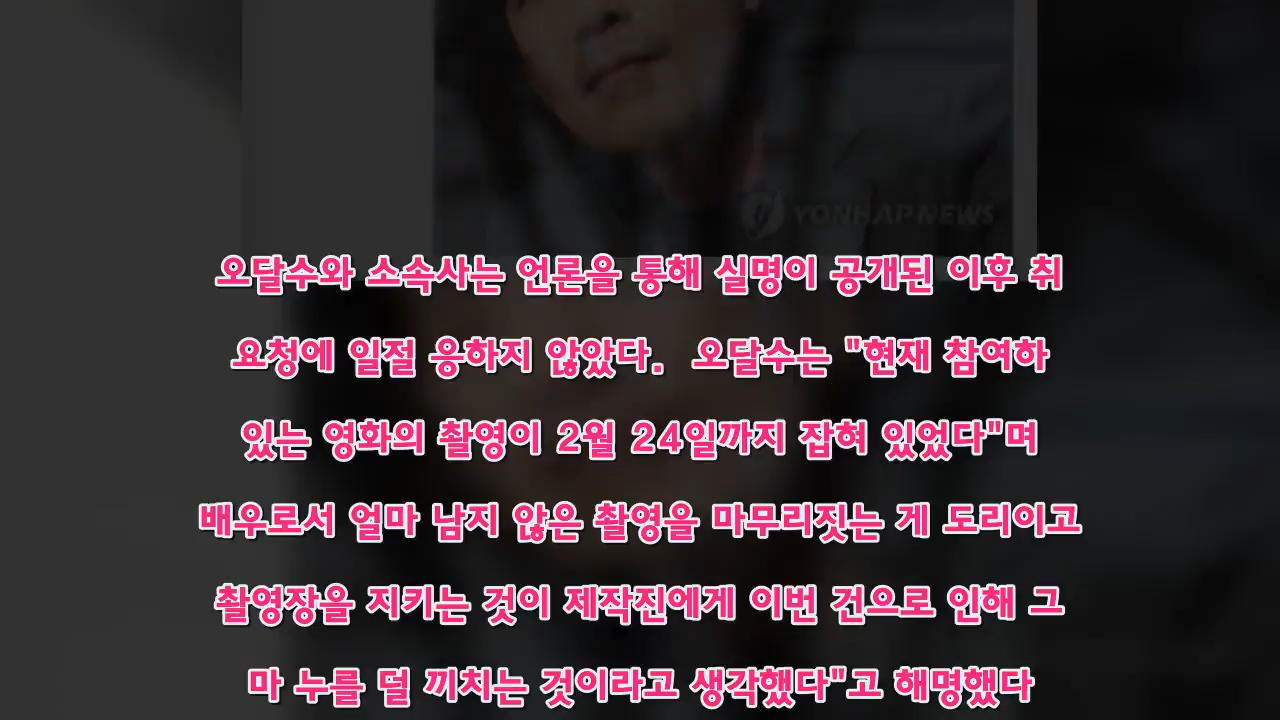 YONHAP NEWS
오달수와 소속사는 언론을 통해 실명이 공개된 이후 취
요청에 일절 응하지 않았다. 오달수는 "현재 참여하
있는 영화의 촬영이 2월 24일까지 잡혀 있었다"며
배우로서 얼마 남지 않은 촬영을 마무리짓는 게 도리이고
촬영장을 지키는 것이 제작진에게 이번 건으로 인해 그
마 누를 덜 끼치는 것이라고 생각했다"고 해명했다